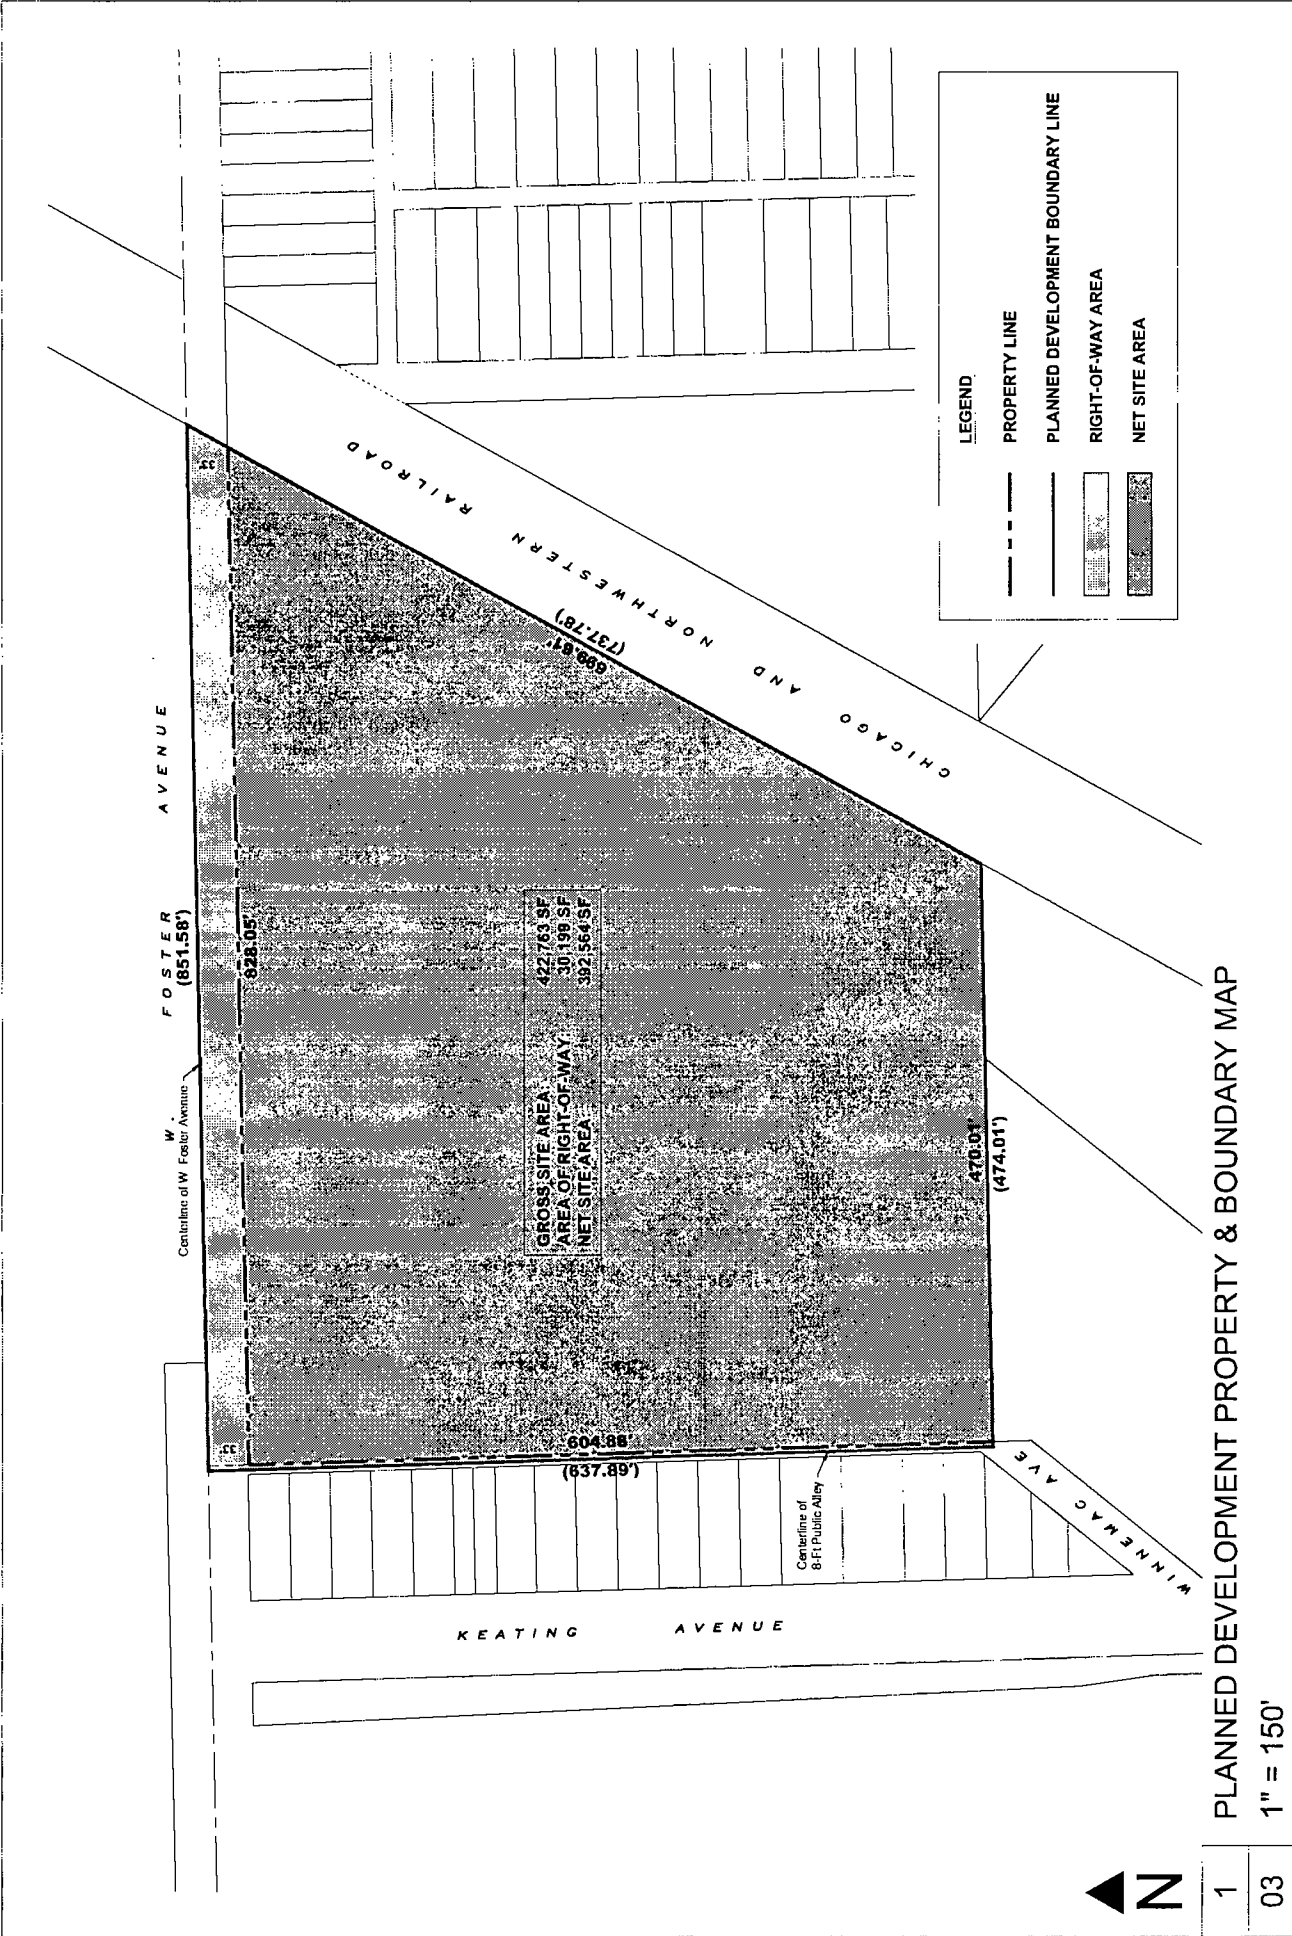 W. FOSTER AVENUE
(851.58')
Centerline of W Foster Avenue
828.05'
33'
33'
GROSS SITE AREA: 422,763 SF
AREA OF RIGHT-OF-WAY: 30,199 SF
NET SITE AREA: 392,564 SF
699.61'
(737.78')
CHICAGO AND NORTHWESTERN RAILROAD
604.88'
(637.89')
Centerline of
8-Ft Public Alley
470.01'
(474.01')
KEATING AVENUE
WINNEMAC AVE
LEGEND
PROPERTY LINE
PLANNED DEVELOPMENT BOUNDARY LINE
RIGHT-OF-WAY AREA
NET SITE AREA
N
1
03
PLANNED DEVELOPMENT PROPERTY & BOUNDARY MAP
1" = 150'